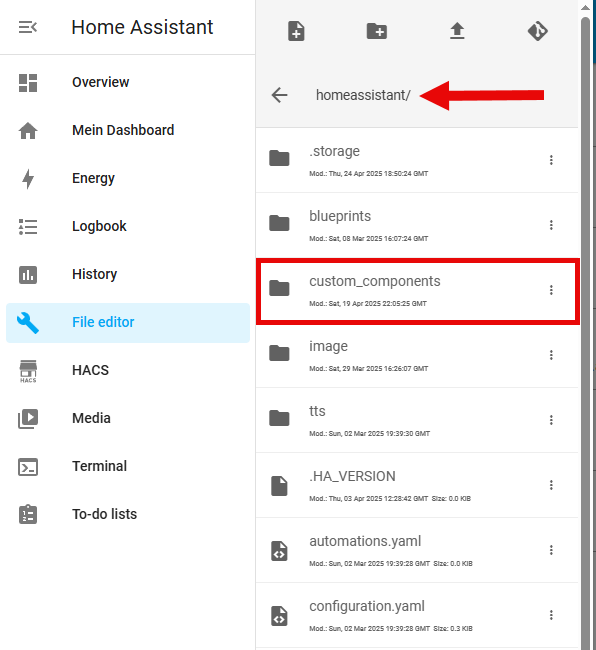 Home Assistant
Overview
Mein Dashboard
Energy
Logbook
History
File editor
HACS
HACS
Media
Terminal
To-do lists
homeassistant/
.storage
Mod.: Thu, 24 Apr 2025 18:50:24 GMT
blueprints
Mod.: Sat, 08 Mar 2025 16:07:24 GMT
custom_components
Mod.: Sat, 19 Apr 2025 22:05:25 GMT
image
Mod.: Sat, 29 Mar 2025 16:26:07 GMT
tts
Mod.: Sun, 02 Mar 2025 19:39:30 GMT
.HA_VERSION
Mod.: Thu, 03 Apr 2025 12:28:42 GMT Size: 0.0 KiB
automations.yaml
Mod.: Sun, 02 Mar 2025 19:39:28 GMT Size: 0.0 KiB
configuration.yaml
Mod.: Sun, 02 Mar 2025 19:39:28 GMT Size: 0.3 KiB